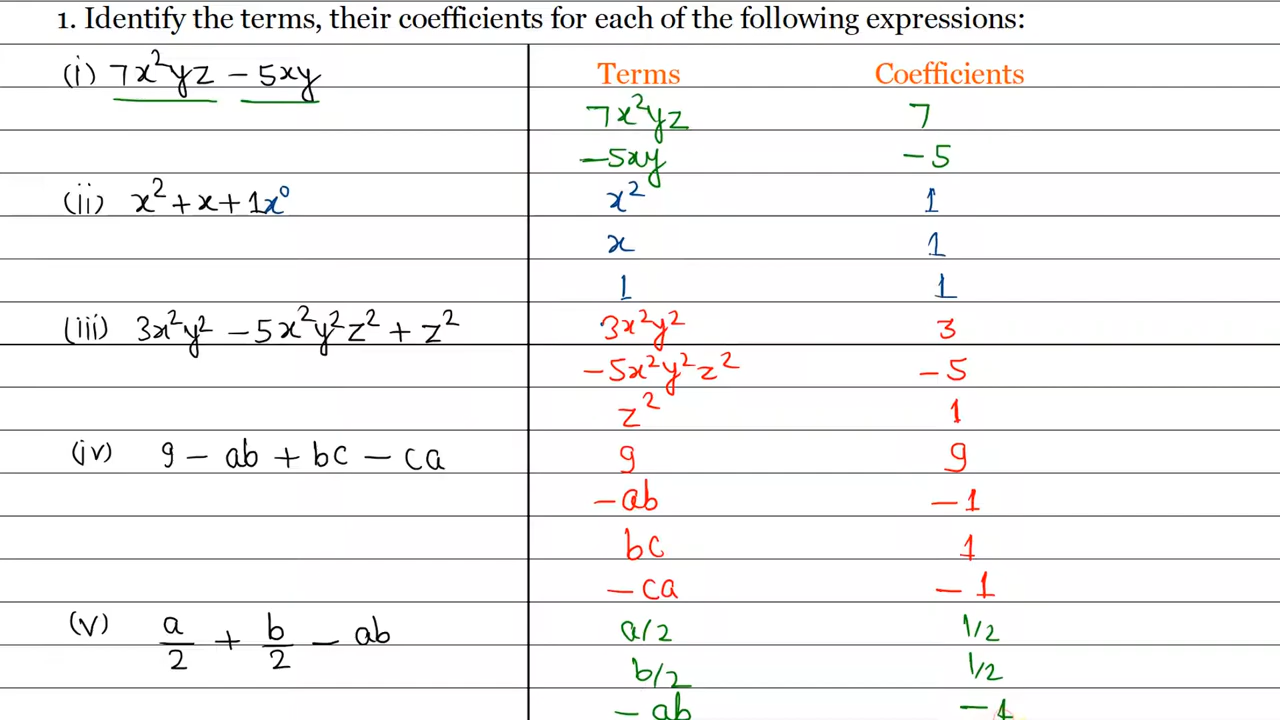 1. Identify the terms, their coefficients for each of the following expressions:
(i) 7x²yz – 5xy Terms Coefficients
7x²yz 7
–5xy –5
(ii) x² + x + 1x⁰ x² 1
x 1
1 1
(iii) 3x²y² – 5x²y²z² + z² 3x²y² 3
–5x²y²z² –5
z² 1
(iv) 9 – ab + bc – ca 9 9
–ab –1
bc 1
–ca –1
(v) a/2 + b/2 – ab a/2 1/2
b/2 1/2
–ab –1